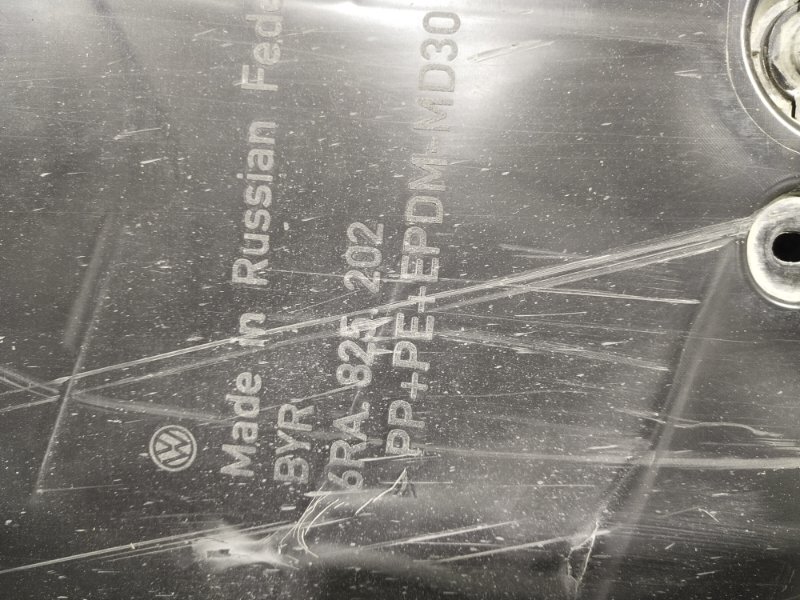 Made in Russian Fede
BYR
6RA. 825. 202
PP+PE+EPDM-MD30